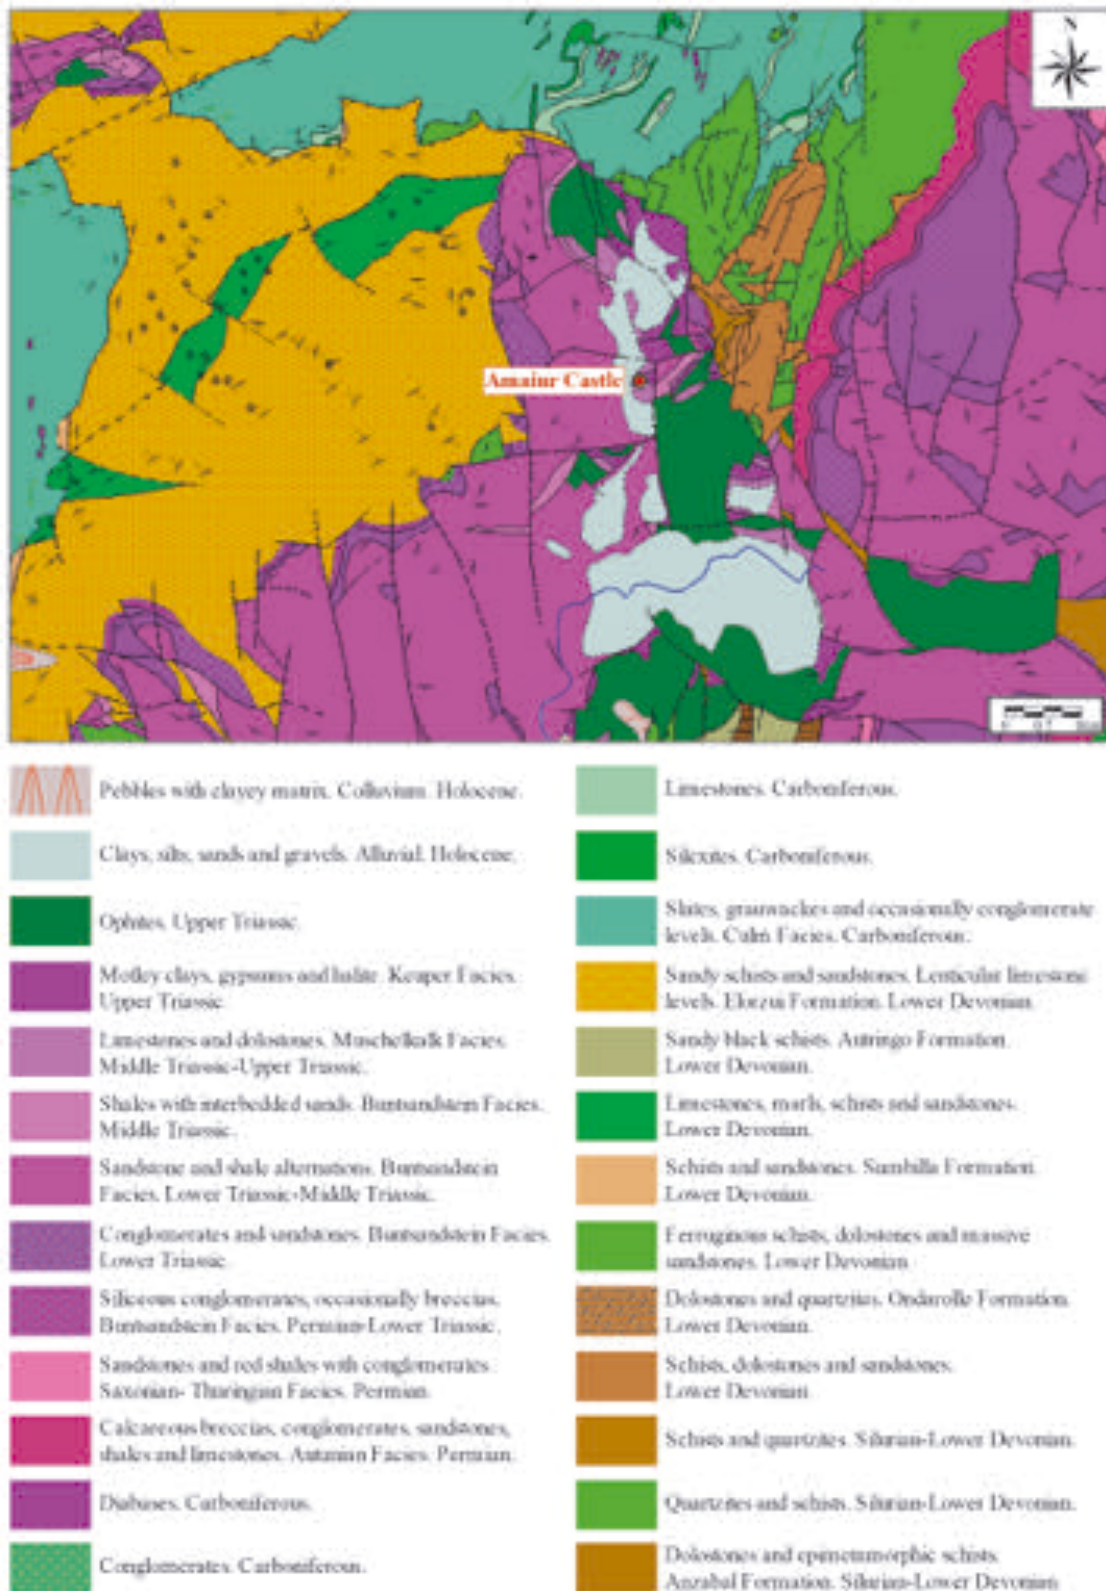 Amaiur Castle
Pebbles with clayey matrix. Colluvium. Holocene.
Clays, silts, sands and gravels. Alluvial. Holocene.
Ophites. Upper Triassic.
Motley clays, gypsums and halite. Keuper Facies.
Upper Triassic
Limestones and dolostones. Muschelkalk Facies.
Middle Triassic-Upper Triassic.
Shales with interbedded sands. Buntsandstein Facies.
Middle Triassic.
Sandstone and shale alternations. Buntsandstein
Facies. Lower Triassic-Middle Triassic.
Conglomerates and sandstones. Buntsandstein Facies.
Lower Triassic.
Siliceous conglomerates, occasionally breccias.
Buntsandstein Facies. Permian-Lower Triassic.
Sandstones and red shales with conglomerates.
Saxonian- Thuringian Facies. Permian.
Calcareous breccias, conglomerates, sandstones,
shales and limestones. Autunian Facies. Permian.
Diabases. Carboniferous.
Conglomerates. Carboniferous.
Limestones. Carboniferous.
Silexites. Carboniferous.
Slates, grauwackes and occasionally conglomerate
levels. Culm Facies. Carboniferous.
Sandy schists and sandstones. Lenticular limestone
levels. Elorzui Formation. Lower Devonian.
Sandy black schists. Autringo Formation.
Lower Devonian.
Limestones, marls, schists and sandstones.
Lower Devonian.
Schists and sandstones. Sumbilla Formation.
Lower Devonian.
Ferruginous schists, dolostones and massive
sandstones. Lower Devonian
Dolostones and quartzites. Ondarolle Formation.
Lower Devonian.
Schists, dolostones and sandstones.
Lower Devonian
Schists and quartzites. Silurian-Lower Devonian.
Quartzites and schists. Silurian-Lower Devonian.
Dolostones and epimetamorphic schists.
Anzabal Formation. Silurian-Lower Devonian